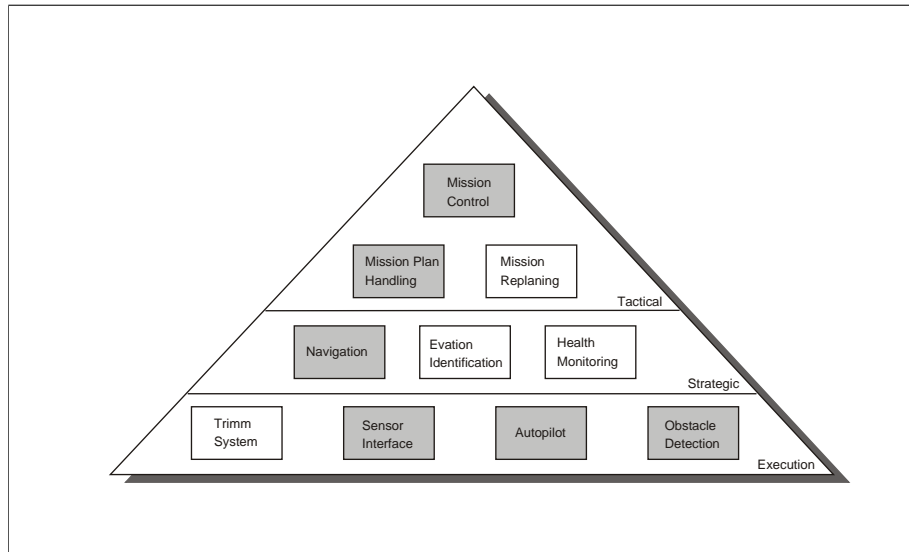 Mission
Control
Mission Plan
Handling
Mission
Replaning
Tactical
Navigation
Evation
Identification
Health
Monitoring
Strategic
Trimm
System
Sensor
Interface
Autopilot
Obstacle
Detection
Execution